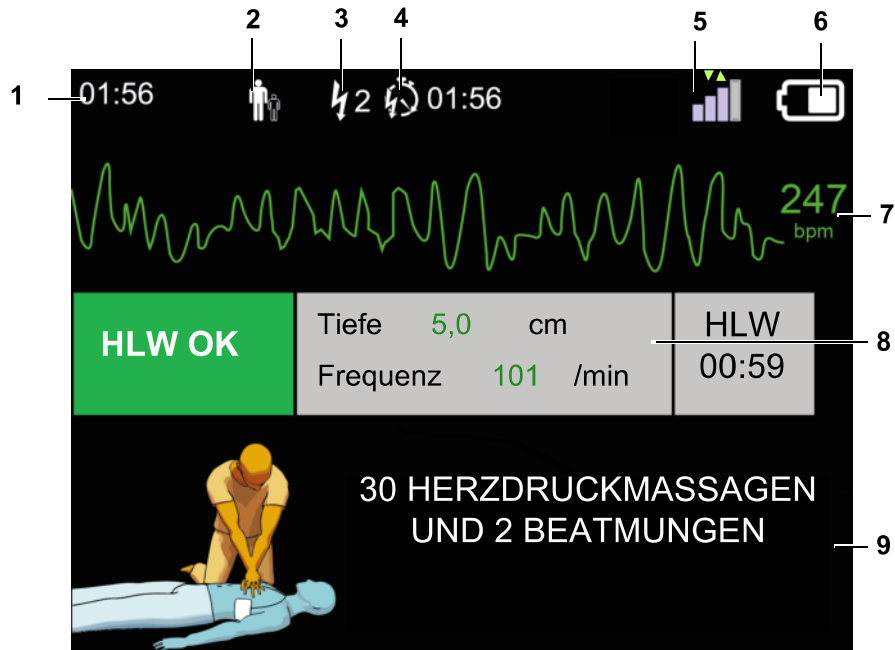 2 3 4 5 6
1 01:56 2 01:56
247 7
bpm
HLW OK
Tiefe 5,0 cm
Frequenz 101 /min
HLW
00:59
8
30 HERZDRUCKMASSAGEN
UND 2 BEATMUNGEN
9